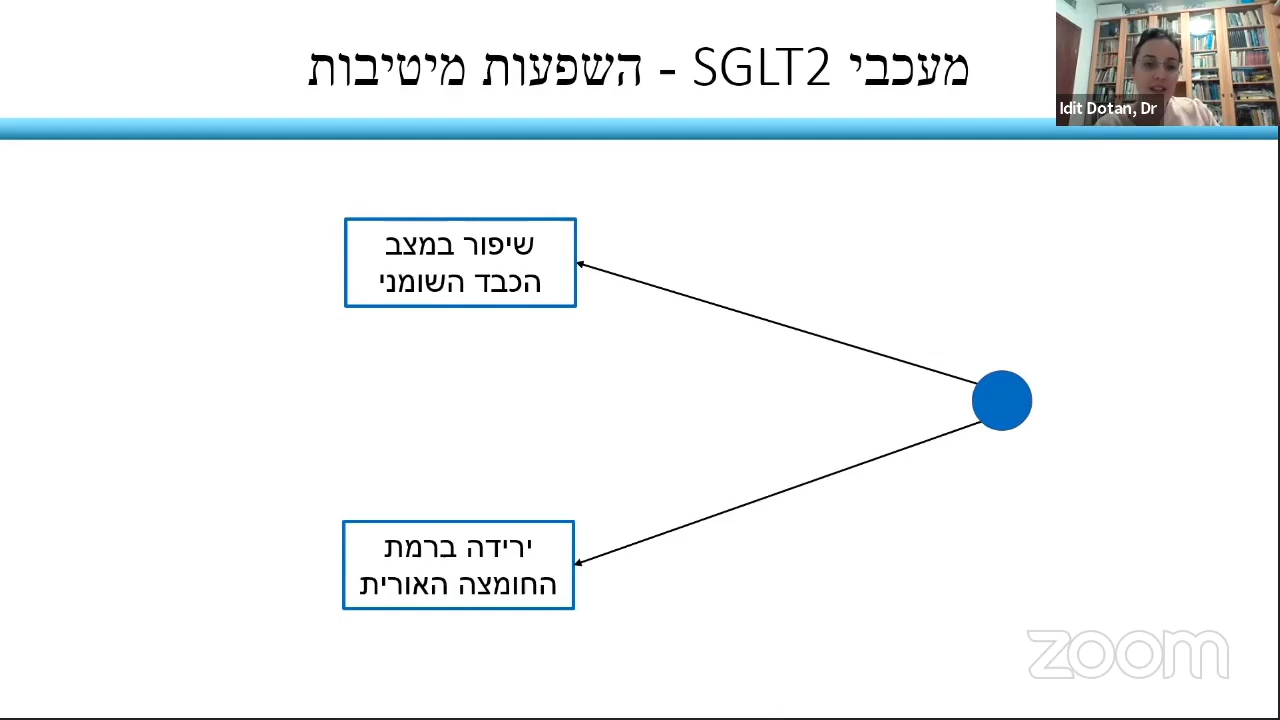 מעכבי SGLT2 - השפעות מיטיבות
Idit Dotan, Dr
שיפור במצב
הכבד השומני
ירידה ברמת
החומצה האורית
zoom